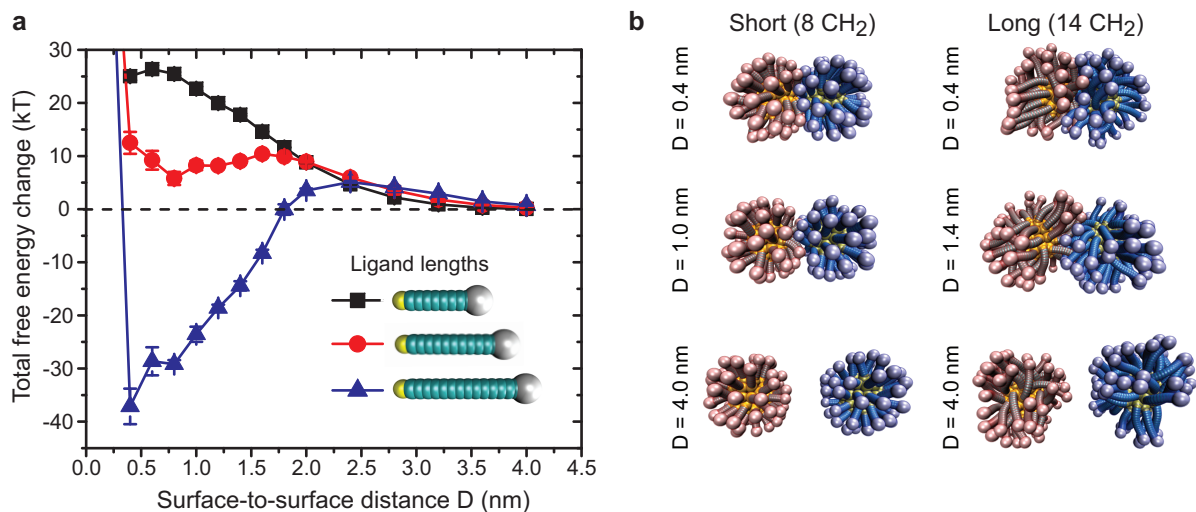 a
Total free energy change (kT)
30
20
10
0
-10
-20
-30
-40
0.0 0.5 1.0 1.5 2.0 2.5 3.0 3.5 4.0 4.5
Surface-to-surface distance D (nm)
Ligand lengths
b
Short (8 CH₂) Long (14 CH₂)
D = 0.4 nm D = 0.4 nm
D = 1.0 nm D = 1.4 nm
D = 4.0 nm D = 4.0 nm